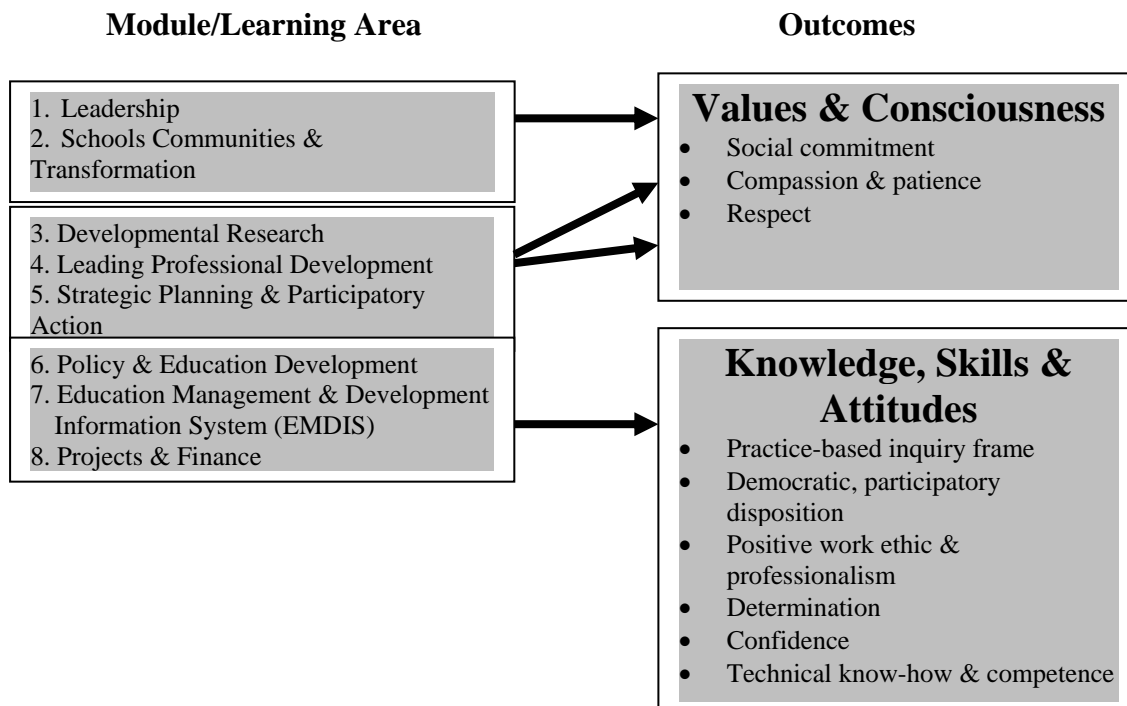 Module/Learning Area
Outcomes
1. Leadership
2. Schools Communities &
Transformation
3. Developmental Research
4. Leading Professional Development
5. Strategic Planning & Participatory
Action
6. Policy & Education Development
7. Education Management & Development
Information System (EMDIS)
8. Projects & Finance
Values & Consciousness
• Social commitment
• Compassion & patience
• Respect
Knowledge, Skills &
Attitudes
• Practice-based inquiry frame
• Democratic, participatory
disposition
• Positive work ethic &
professionalism
• Determination
• Confidence
• Technical know-how & competence